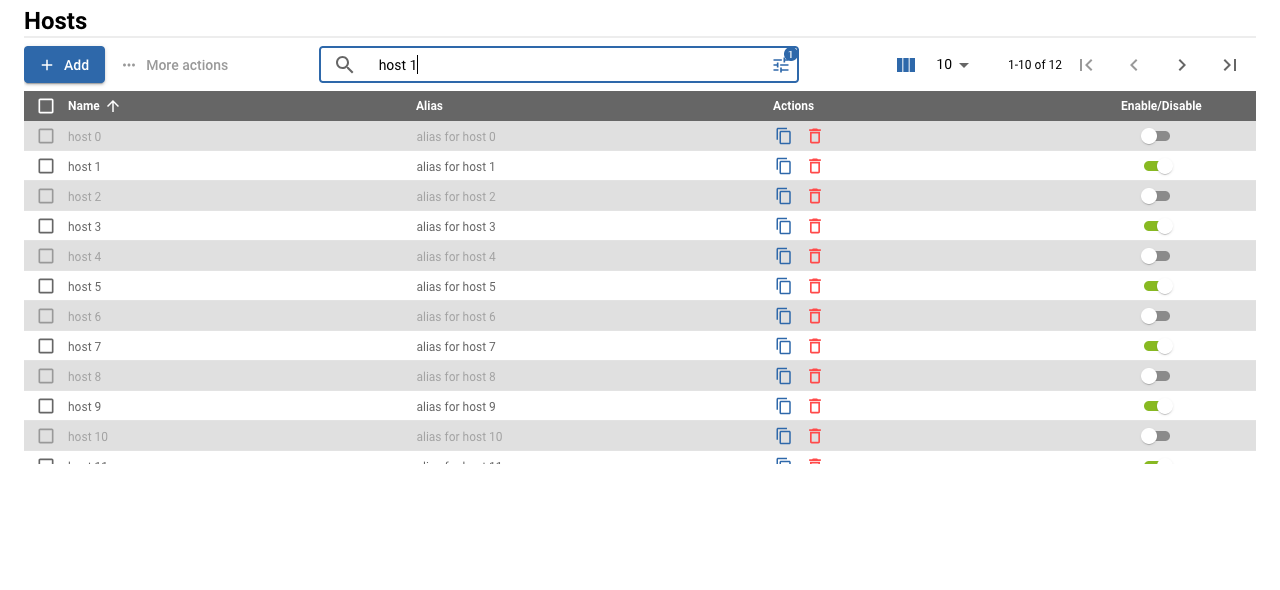 Hosts
Add
More actions
host 1
1
10
1-10 of 12
Name Alias Actions Enable/Disable
host 0 alias for host 0
host 1 alias for host 1
host 2 alias for host 2
host 3 alias for host 3
host 4 alias for host 4
host 5 alias for host 5
host 6 alias for host 6
host 7 alias for host 7
host 8 alias for host 8
host 9 alias for host 9
host 10 alias for host 10